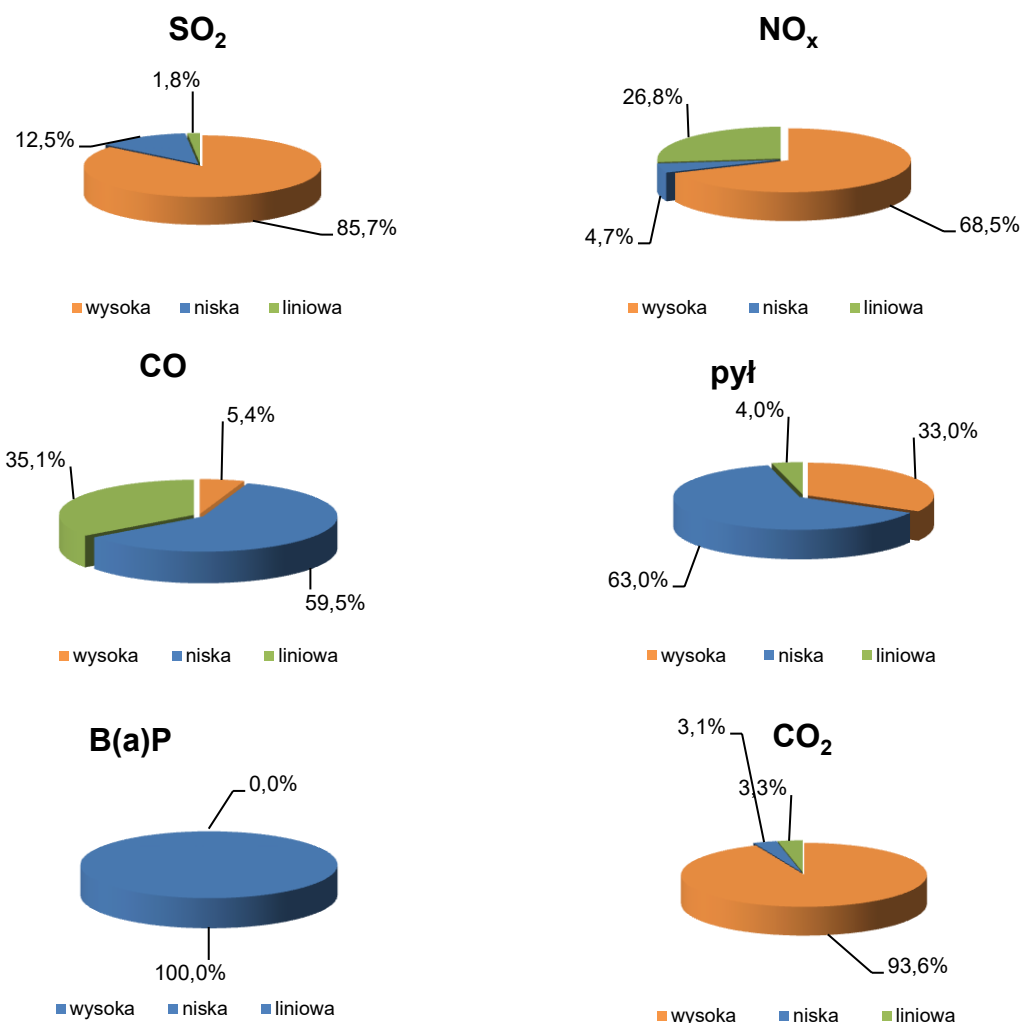 SO2
1,8%
12,5%
85,7%
wysoka niska liniowa
NOx
26,8%
4,7%
68,5%
wysoka niska liniowa
CO
5,4%
35,1%
59,5%
wysoka niska liniowa
pył
4,0%
33,0%
63,0%
wysoka niska liniowa
B(a)P
0,0%
100,0%
wysoka niska liniowa
CO2
3,1%
3,3%
93,6%
wysoka niska liniowa